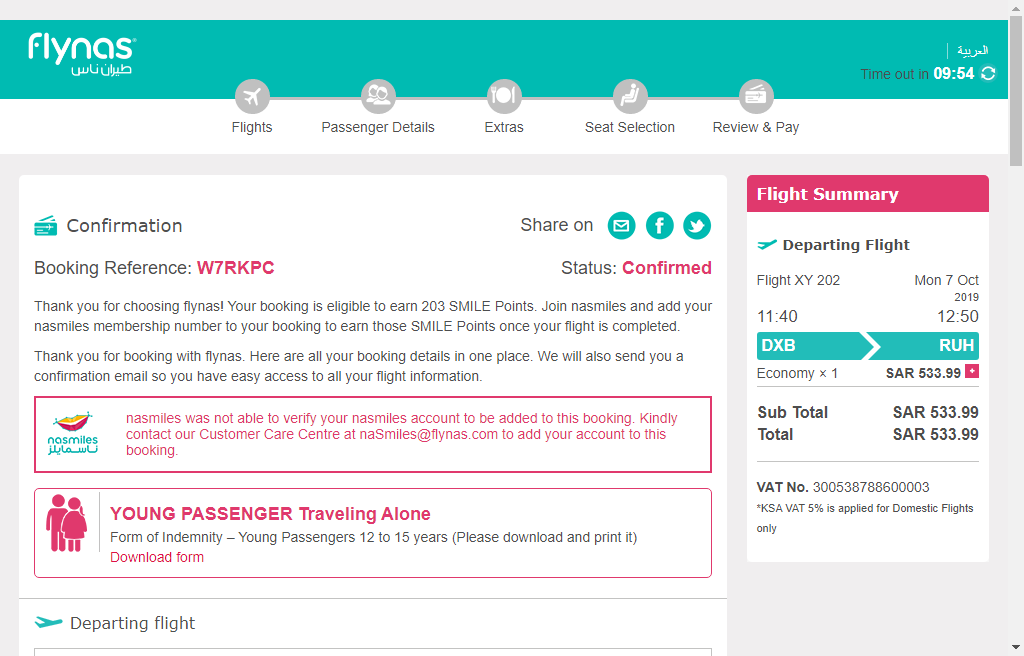 flynas
طيران ناس
العربية
Time out in 09:54
Flights
Passenger Details
Extras
Seat Selection
Review & Pay
Confirmation
Share on
Booking Reference: W7RKPC
Status: Confirmed
Thank you for choosing flynas! Your booking is eligible to earn 203 SMILE Points. Join nasmiles and add your
nasmiles membership number to your booking to earn those SMILE Points once your flight is completed.
Thank you for booking with flynas. Here are all your booking details in one place. We will also send you a
confirmation email so you have easy access to all your flight information.
nasmiles
ناسمايلز
nasmiles was not able to verify your nasmiles account to be added to this booking. Kindly
contact our Customer Care Centre at naSmiles@flynas.com to add your account to this
booking.
YOUNG PASSENGER Traveling Alone
Form of Indemnity – Young Passengers 12 to 15 years (Please download and print it)
Download form
Departing flight
Flight Summary
Departing Flight
Flight XY 202
Mon 7 Oct
2019
11:40
12:50
DXB
RUH
Economy × 1
SAR 533.99 +
Sub Total
SAR 533.99
Total
SAR 533.99
VAT No. 300538788600003
*KSA VAT 5% is applied for Domestic Flights
only